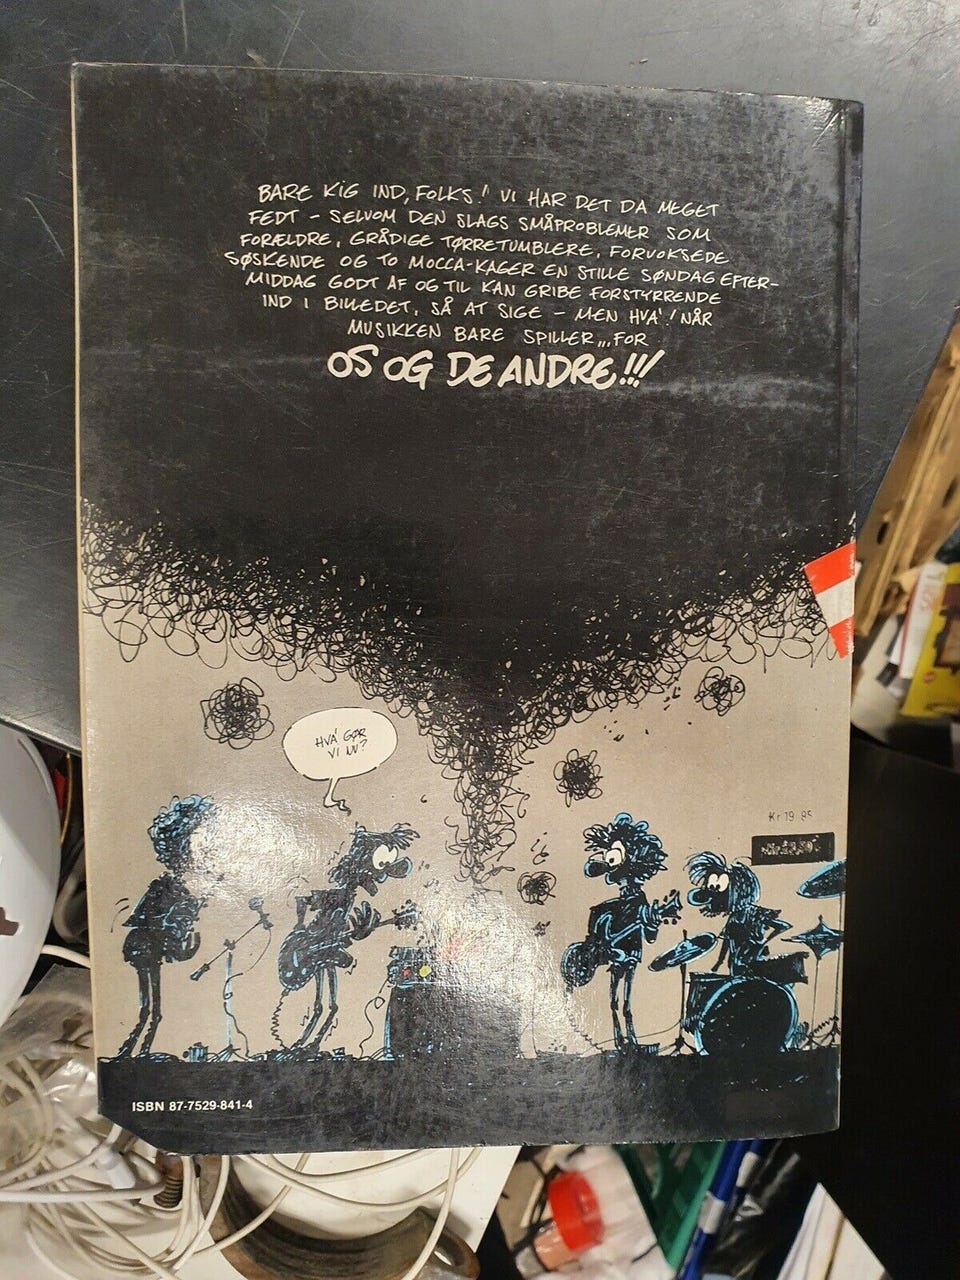 BARE KIG IND, FOLKS! VI HAR DET DA MEGET
FEDT - SELVOM DEN SLAGS SMÅPROBLEMER SOM
FORÆLDRE, GRÅDIGE TØRRETUMBLERE, FORVOKSEDE
SØSKENDE OG TO MOCCA-KAGER EN STILLE SØNDAG EFTER-
MIDDAG GODT AF OG TIL KAN GRIBE FORSTYRRENDE
IND I BILLEDET, SÅ AT SIGE - MEN HVA'! NÅR
MUSIKKEN BARE SPILLER... FOR
OS OG DE ANDRE!!!
HVA' GØR
VI NU?
Kr 19.85
ISBN 87-7529-841-4